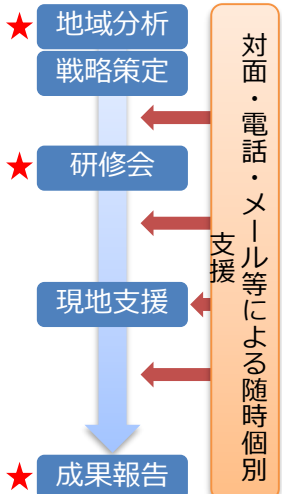 ★ 地域分析
戦略策定
★ 研修会
現地支援
★ 成果報告
対面・電話・メール等による随時個別
支援